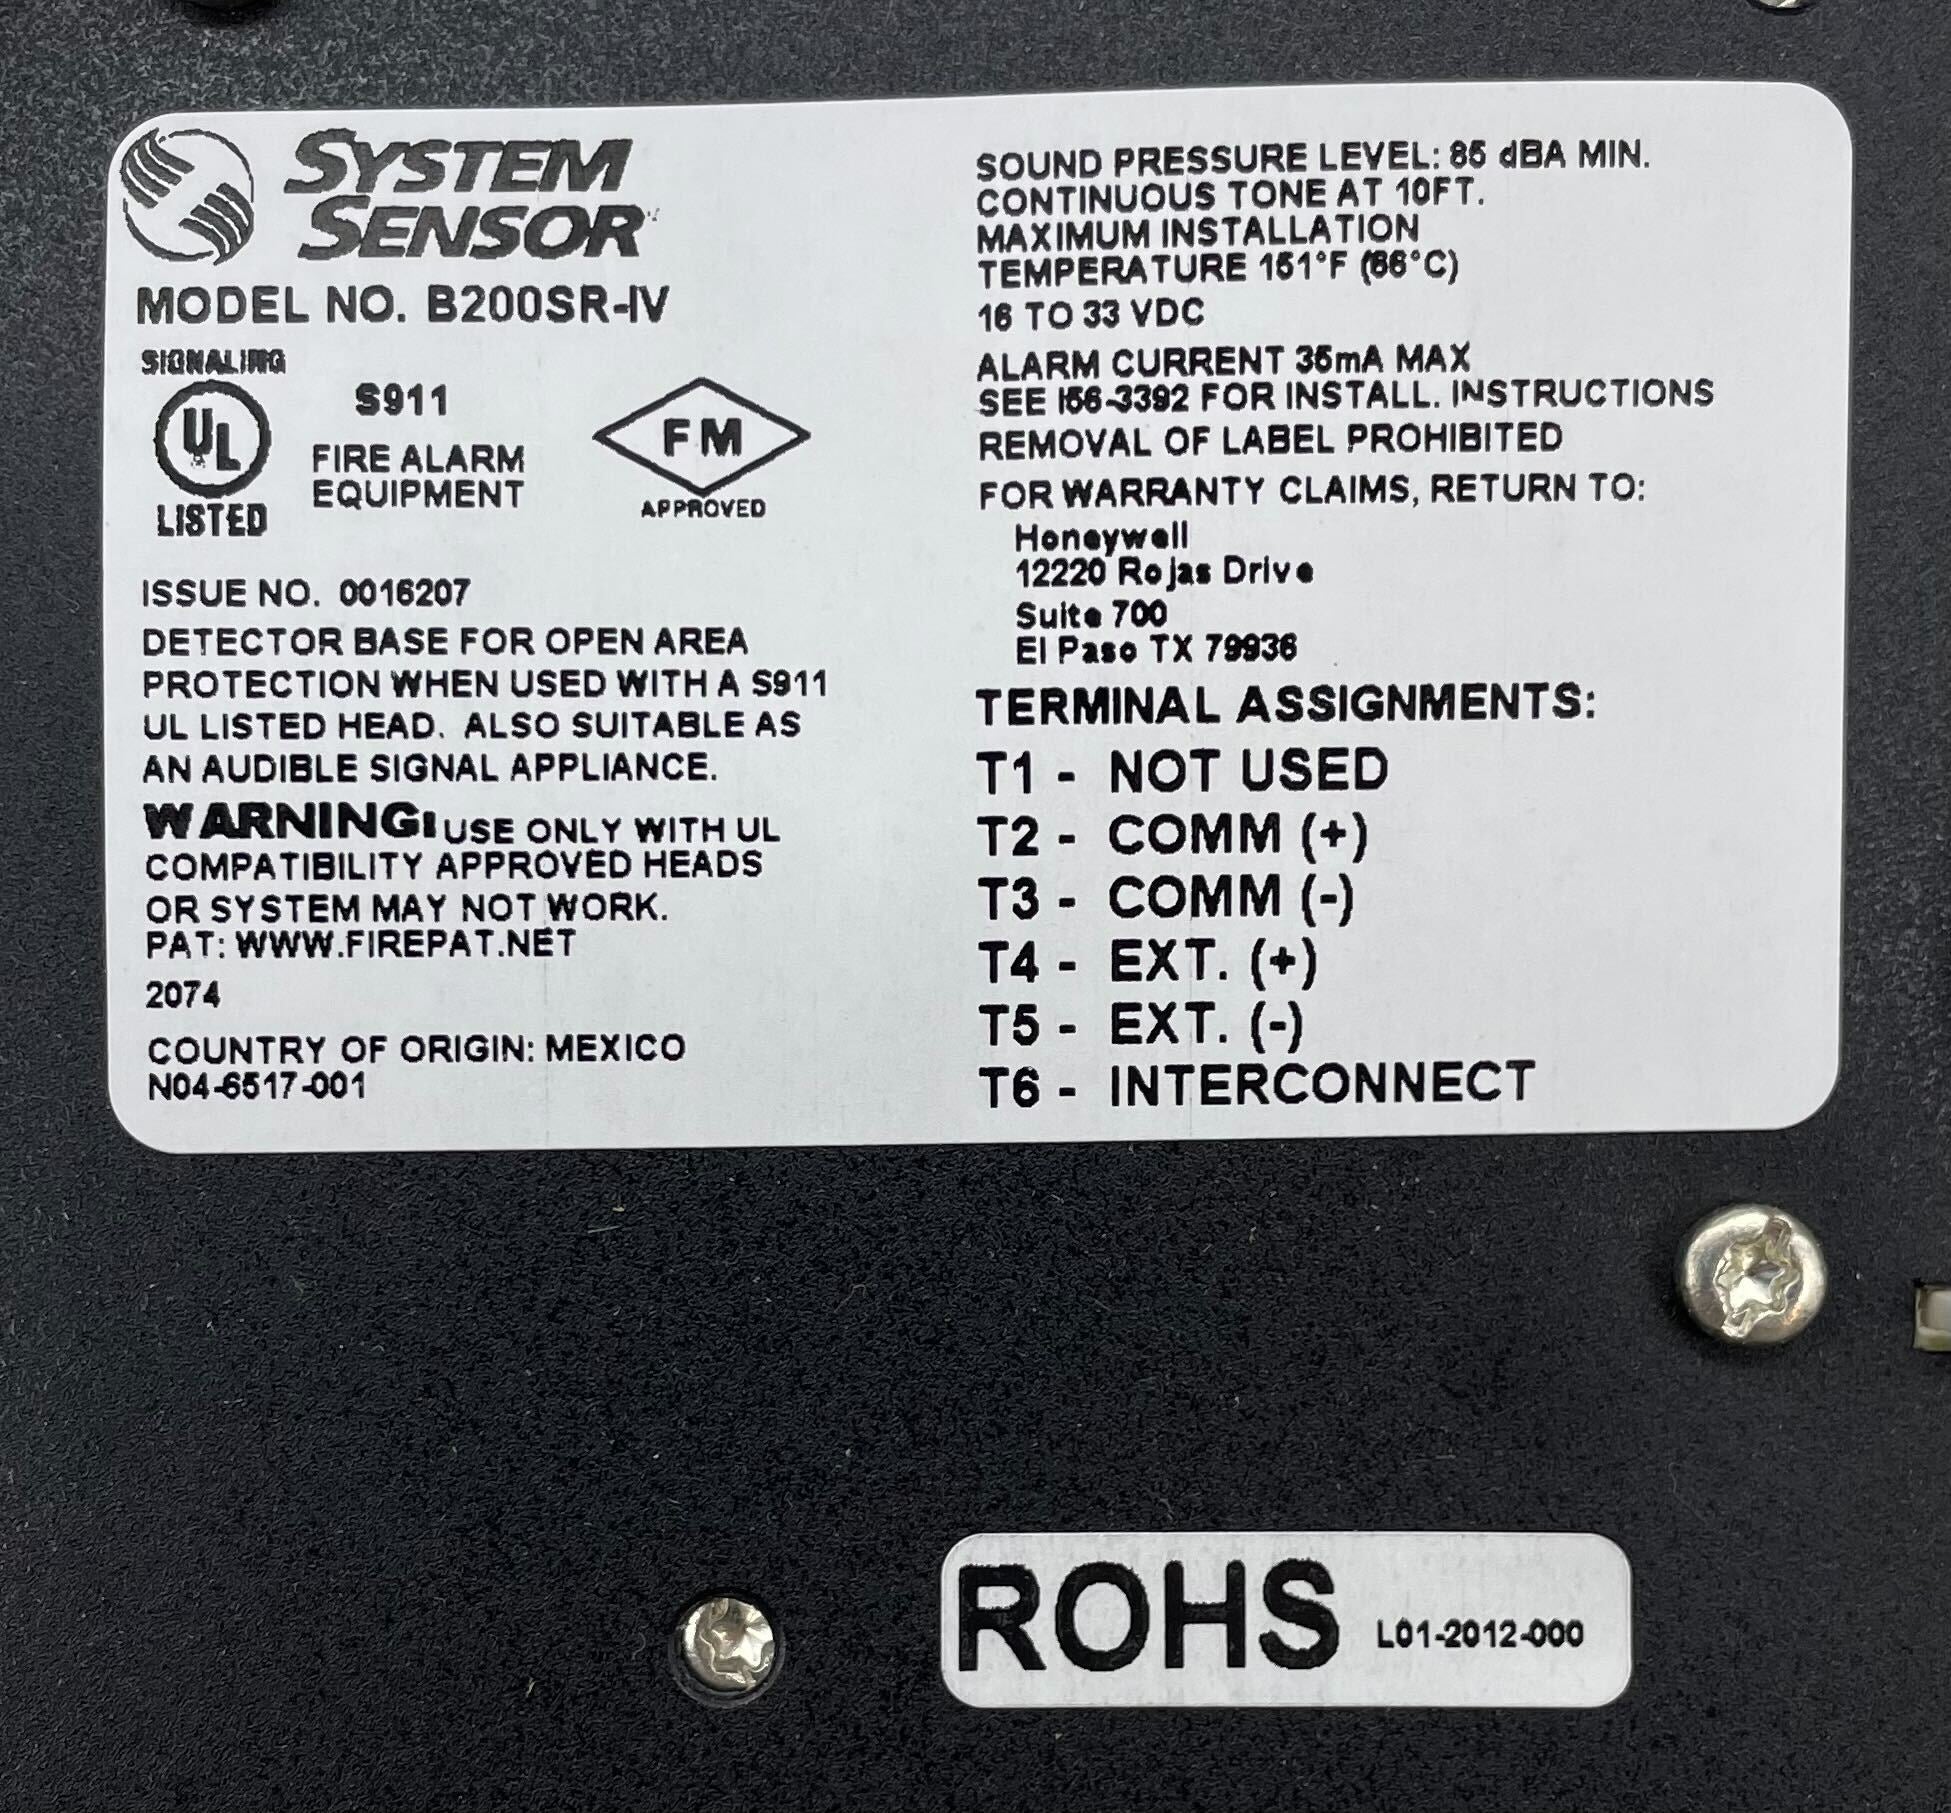 SYSTEM
SENSOR
MODEL NO. B200SR-IV
SIGNALING
UL
LISTED
S911
FIRE ALARM
EQUIPMENT
FM
APPROVED
ISSUE NO. 0016207
DETECTOR BASE FOR OPEN AREA
PROTECTION WHEN USED WITH A S911
UL LISTED HEAD. ALSO SUITABLE AS
AN AUDIBLE SIGNAL APPLIANCE.
WARNING: USE ONLY WITH UL
COMPATIBILITY APPROVED HEADS
OR SYSTEM MAY NOT WORK.
PAT: WWW.FIREPAT.NET
2074
COUNTRY OF ORIGIN: MEXICO
N04-6517-001
SOUND PRESSURE LEVEL: 85 dBA MIN.
CONTINUOUS TONE AT 10FT.
MAXIMUM INSTALLATION
TEMPERATURE 151°F (66°C)
16 TO 33 VDC
ALARM CURRENT 35mA MAX
SEE I56-3392 FOR INSTALL. INSTRUCTIONS
REMOVAL OF LABEL PROHIBITED
FOR WARRANTY CLAIMS, RETURN TO:
Honeywell
12220 Rojas Drive
Suite 700
El Paso TX 79936
TERMINAL ASSIGNMENTS:
T1 - NOT USED
T2 - COMM (+)
T3 - COMM (-)
T4 - EXT. (+)
T5 - EXT. (-)
T6 - INTERCONNECT
ROHS L01-2012-000